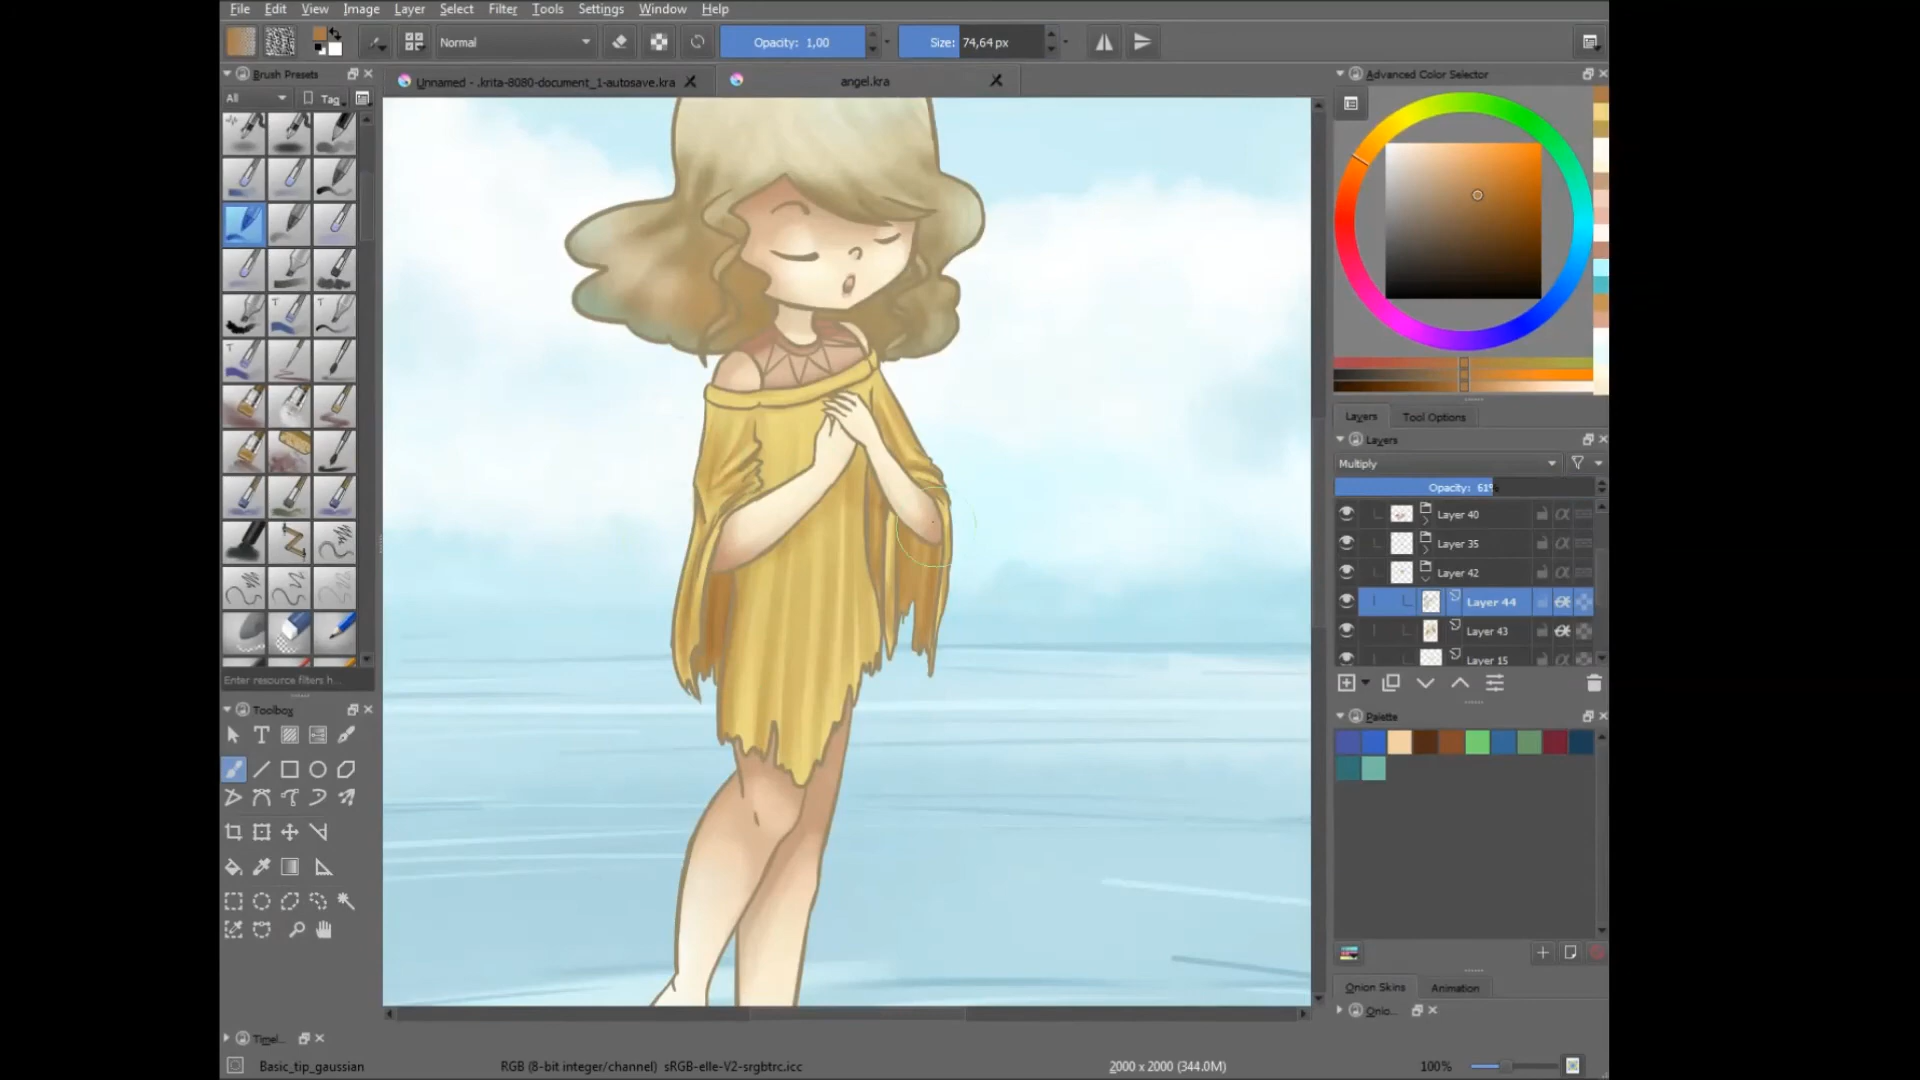 File Edit View Image Layer Select Filter Tools Settings Window Help
Normal
Opacity: 1,00
Size: 74,64 px
Brush Presets
Unnamed - .krita-8080-document_1-autosave.kra
angel.kra
Advanced Color Selector
All
Tag
T T
T
Layers Tool Options
Layers
Multiply
Opacity: 61%
Layer 40
Layer 35
Layer 42
Layer 44
Layer 43
Layer 15
Enter resource filters h...
Toolbox
Palette
Onion Skins Animation
Onio...
Timel...
Basic_tip_gaussian
RGB (8-bit integer/channel) sRGB-elle-V2-srgbtrc.icc
2000 x 2000 (344.0M)
100%